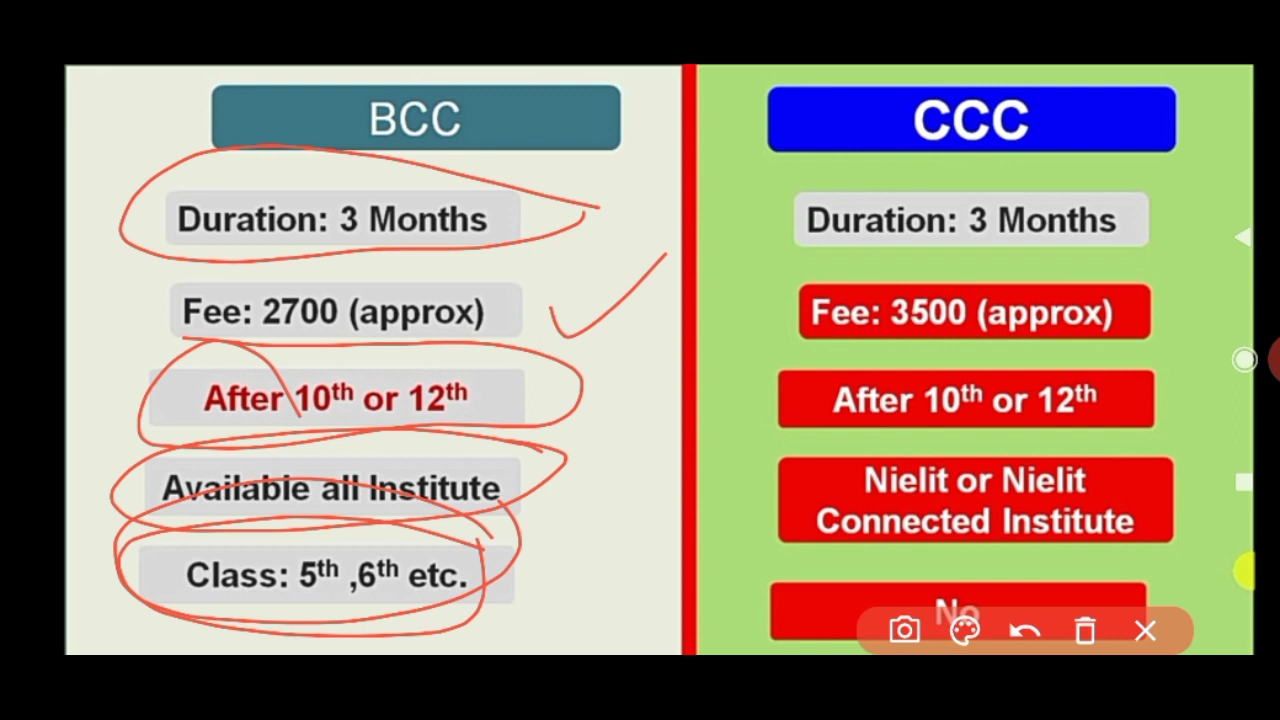 BCC
Duration: 3 Months
Fee: 2700 (approx)
After 10th or 12th
Available all Institute
Class: 5th ,6th etc.
CCC
Duration: 3 Months
Fee: 3500 (approx)
After 10th or 12th
Nielit or Nielit
Connected Institute
No